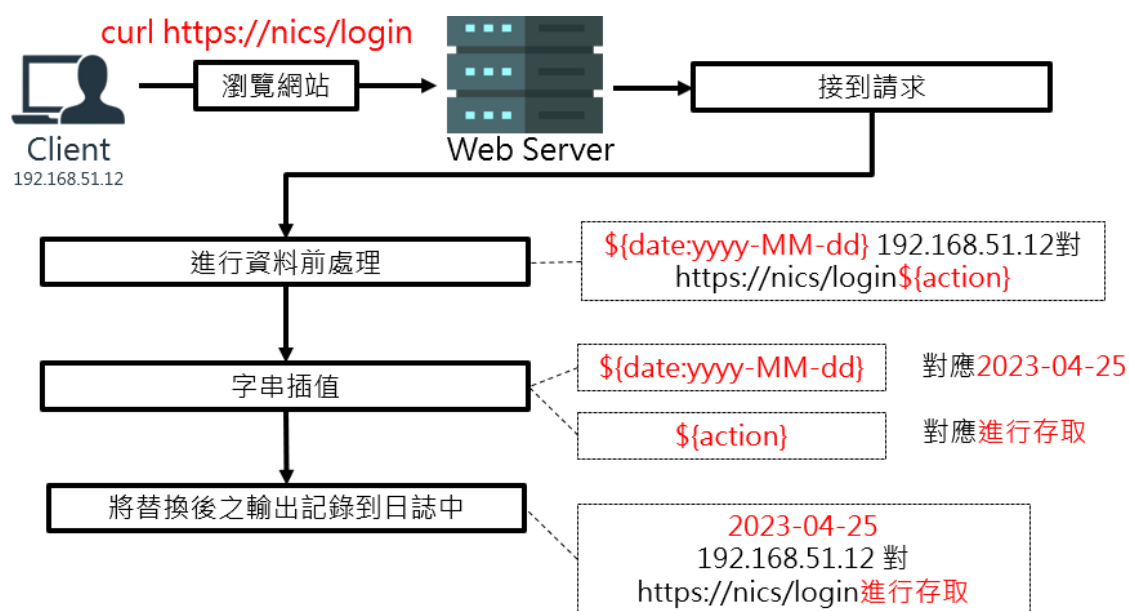 curl https://nics/login
瀏覽網站
接到請求
Client
192.168.51.12
Web Server
進行資料前處理
${date:yyyy-MM-dd} 192.168.51.12對
https://nics/login${action}
字串插值
${date:yyyy-MM-dd}
對應2023-04-25
${action}
對應進行存取
將替換後之輸出記錄到日誌中
2023-04-25
192.168.51.12 對
https://nics/login進行存取